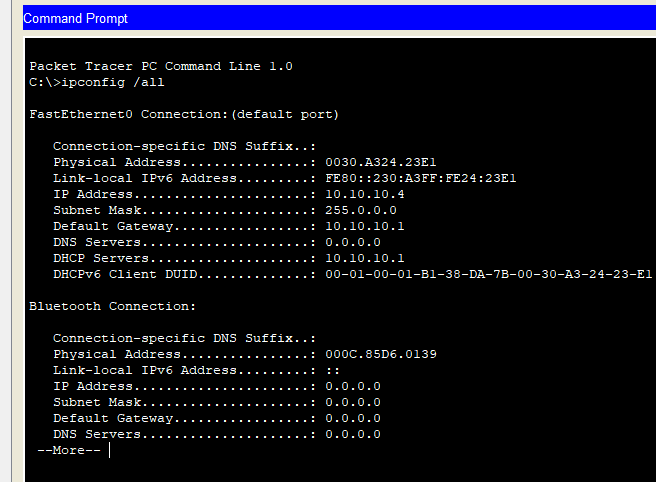 Command Prompt
Packet Tracer PC Command Line 1.0
C:\>ipconfig /all
FastEthernet0 Connection:(default port)
Connection-specific DNS Suffix..:
Physical Address................: 0030.A324.23E1
Link-local IPv6 Address.........: FE80::230:A3FF:FE24:23E1
IP Address......................: 10.10.10.4
Subnet Mask.....................: 255.0.0.0
Default Gateway.................: 10.10.10.1
DNS Servers.....................: 0.0.0.0
DHCP Servers....................: 10.10.10.1
DHCPv6 Client DUID..............: 00-01-00-01-B1-38-DA-7B-00-30-A3-24-23-E1
Bluetooth Connection:
Connection-specific DNS Suffix..:
Physical Address................: 000C.85D6.0139
Link-local IPv6 Address.........: ::
IP Address......................: 0.0.0.0
Subnet Mask.....................: 0.0.0.0
Default Gateway.................: 0.0.0.0
DNS Servers.....................: 0.0.0.0
--More--